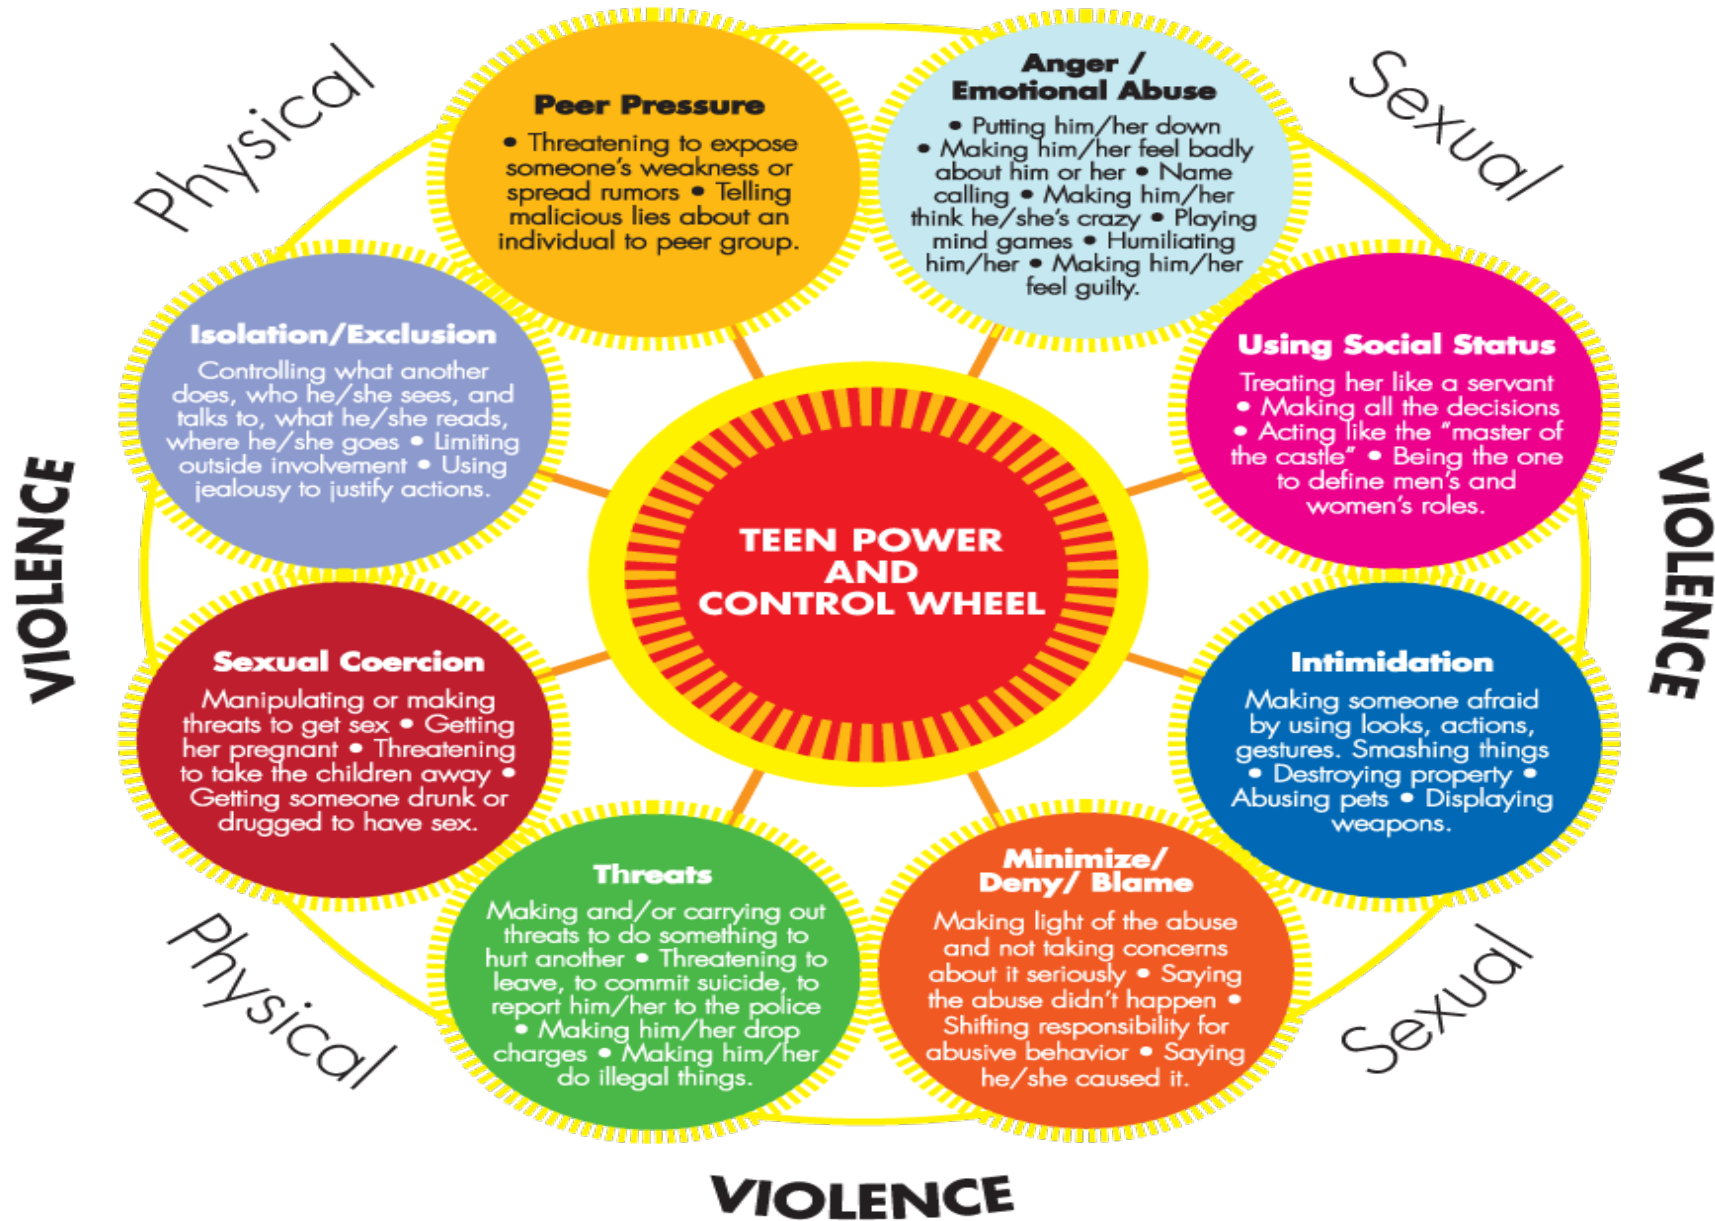 Physical
Sexual
Peer Pressure
• Threatening to expose
someone's weakness or
spread rumors • Telling
malicious lies about an
individual to peer group.
Anger /
Emotional Abuse
• Putting him/her down
• Making him/her feel badly
about him or her • Name
calling • Making him/her
think he/she's crazy • Playing
mind games • Humiliating
him/her • Making him/her
feel guilty.
Isolation/Exclusion
Controlling what another
does, who he/she sees, and
talks to, what he/she reads,
where he/she goes • Limiting
outside involvement • Using
jealousy to justify actions.
Using Social Status
Treating her like a servant
• Making all the decisions
• Acting like the "master of
the castle" • Being the one
to define men's and
women's roles.
VIOLENCE
TEEN POWER
AND
CONTROL WHEEL
VIOLENCE
Sexual Coercion
Manipulating or making
threats to get sex • Getting
her pregnant • Threatening
to take the children away •
Getting someone drunk or
drugged to have sex.
Intimidation
Making someone afraid
by using looks, actions,
gestures. Smashing things
• Destroying property •
Abusing pets • Displaying
weapons.
Threats
Making and/or carrying out
threats to do something to
hurt another • Threatening to
leave, to commit suicide, to
report him/her to the police
• Making him/her drop
charges • Making him/her
do illegal things.
Minimize/
Deny/ Blame
Making light of the abuse
and not taking concerns
about it seriously • Saying
the abuse didn't happen •
Shifting responsibility for
abusive behavior • Saying
he/she caused it.
Physical
Sexual
VIOLENCE